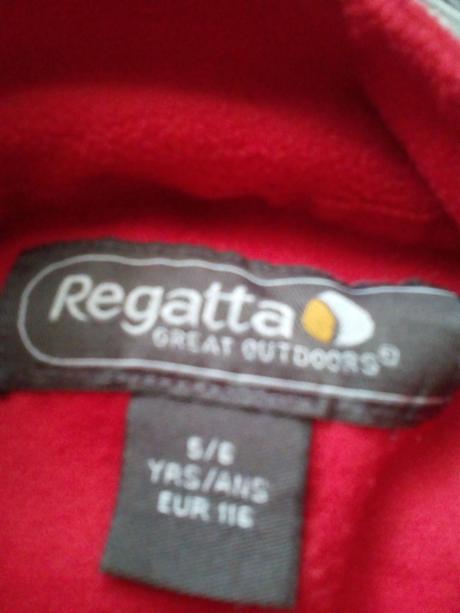 Regatta
GREAT OUTDOORS®
5/6
YRS/ANS
EUR 116